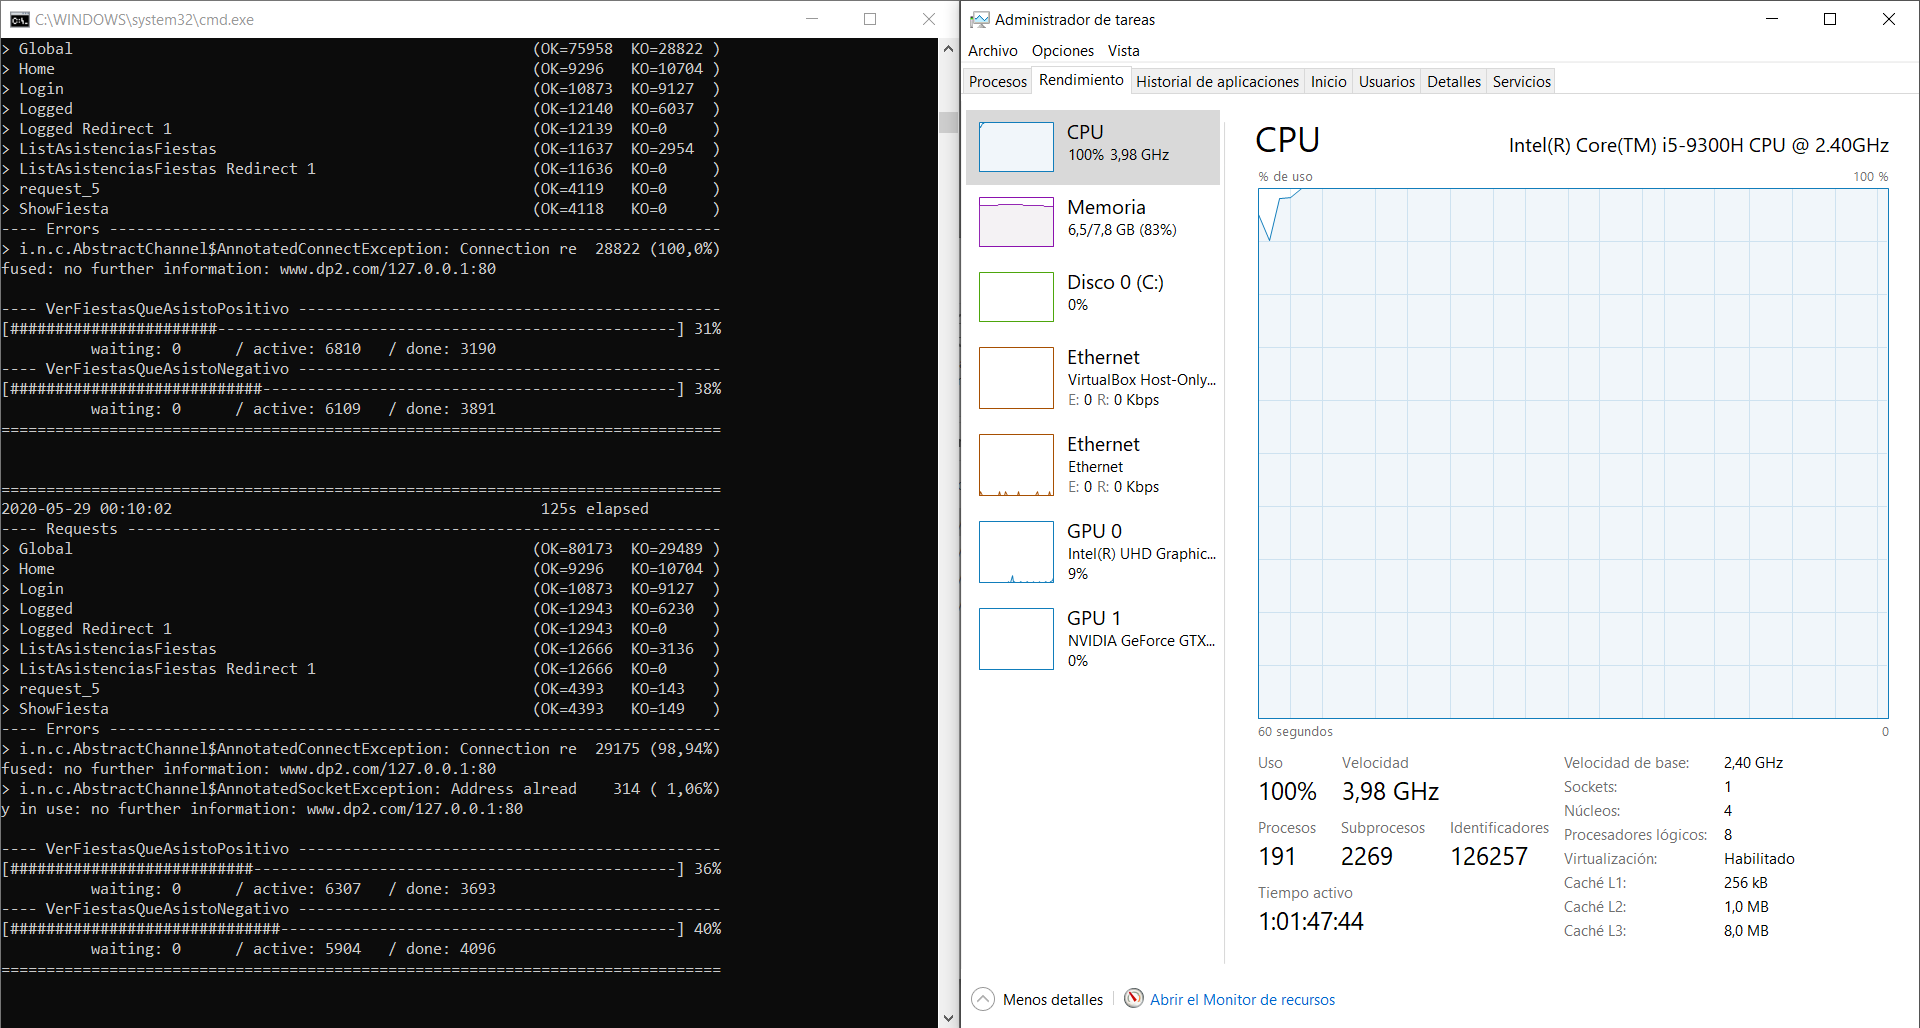 C:\WINDOWS\system32\cmd.exe
> Global (OK=75958 KO=28822 )
> Home (OK=9296 KO=10704 )
> Login (OK=10873 KO=9127 )
> Logged (OK=12140 KO=6037 )
> Logged Redirect 1 (OK=12139 KO=0 )
> ListAsistenciasFiestas (OK=11637 KO=2954 )
> ListAsistenciasFiestas Redirect 1 (OK=11636 KO=0 )
> request_5 (OK=4119 KO=0 )
> ShowFiesta (OK=4118 KO=0 )
---- Errors --------------------------------------------------------------------
> i.n.c.AbstractChannel$AnnotatedConnectException: Connection re 28822 (100,0%)
fused: no further information: www.dp2.com/127.0.0.1:80
---- VerFiestasQueAsistoPositivo -----------------------------------------------
[#######################---------------------------------------------------] 31%
waiting: 0 / active: 6810 / done: 3190
---- VerFiestasQueAsistoNegativo -----------------------------------------------
[############################----------------------------------------------] 38%
waiting: 0 / active: 6109 / done: 3891
================================================================================
================================================================================
2020-05-29 00:10:02 125s elapsed
---- Requests ------------------------------------------------------------------
> Global (OK=80173 KO=29489 )
> Home (OK=9296 KO=10704 )
> Login (OK=10873 KO=9127 )
> Logged (OK=12943 KO=6230 )
> Logged Redirect 1 (OK=12943 KO=0 )
> ListAsistenciasFiestas (OK=12666 KO=3136 )
> ListAsistenciasFiestas Redirect 1 (OK=12666 KO=0 )
> request_5 (OK=4393 KO=143 )
> ShowFiesta (OK=4393 KO=149 )
---- Errors --------------------------------------------------------------------
> i.n.c.AbstractChannel$AnnotatedConnectException: Connection re 29175 (98,94%)
fused: no further information: www.dp2.com/127.0.0.1:80
> i.n.c.AbstractChannel$AnnotatedSocketException: Address alread 314 ( 1,06%)
y in use: no further information: www.dp2.com/127.0.0.1:80
---- VerFiestasQueAsistoPositivo -----------------------------------------------
[###########################-----------------------------------------------] 36%
waiting: 0 / active: 6307 / done: 3693
---- VerFiestasQueAsistoNegativo -----------------------------------------------
[##############################--------------------------------------------] 40%
waiting: 0 / active: 5904 / done: 4096
================================================================================
Administrador de tareas
Archivo Opciones Vista
Procesos Rendimiento Historial de aplicaciones Inicio Usuarios Detalles Servicios
CPU
100% 3,98 GHz
Memoria
6,5/7,8 GB (83%)
Disco 0 (C:)
0%
Ethernet
VirtualBox Host-Only...
E: 0 R: 0 Kbps
Ethernet
Ethernet
E: 0 R: 0 Kbps
GPU 0
Intel(R) UHD Graphic...
9%
GPU 1
NVIDIA GeForce GTX...
0%
CPU Intel(R) Core(TM) i5-9300H CPU @ 2.40GHz
% de uso 100 %
60 segundos 0
Uso Velocidad
100% 3,98 GHz
Procesos Subprocesos Identificadores
191 2269 126257
Tiempo activo
1:01:47:44
Velocidad de base: 2,40 GHz
Sockets: 1
Núcleos: 4
Procesadores lógicos: 8
Virtualización: Habilitado
Caché L1: 256 kB
Caché L2: 1,0 MB
Caché L3: 8,0 MB
Menos detalles Abrir el Monitor de recursos